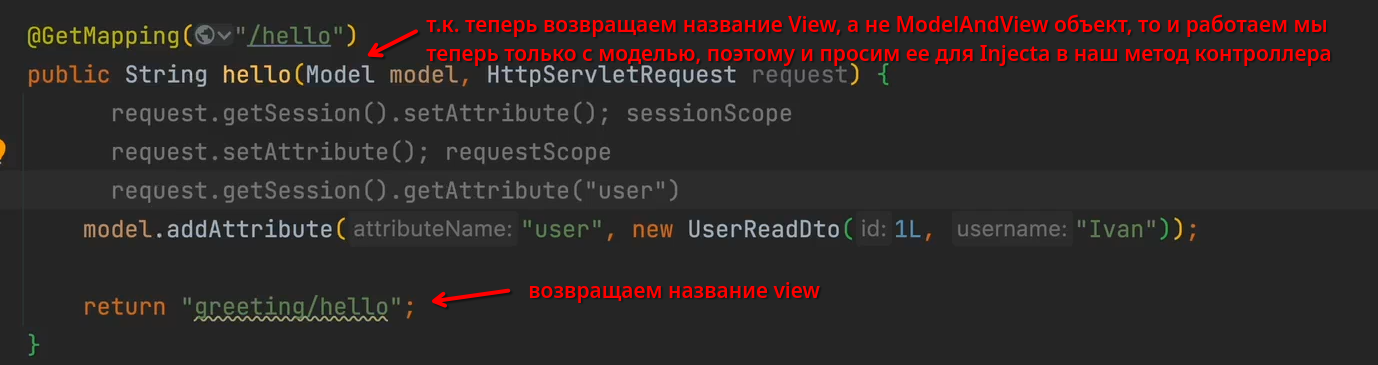 т.к. теперь возвращаем название View, а не ModelAndView объект, то и работаем мы
теперь только с моделью, поэтому и просим ее для Injecta в наш метод контроллера
@GetMapping("/hello")
public String hello(Model model, HttpServletRequest request) {
request.getSession().setAttribute(); sessionScope
request.setAttribute(); requestScope
request.getSession().getAttribute("user")
model.addAttribute( attributeName: "user", new UserReadDto( id: 1L, username: "Ivan"));
return "greeting/hello";
возвращаем название view
}